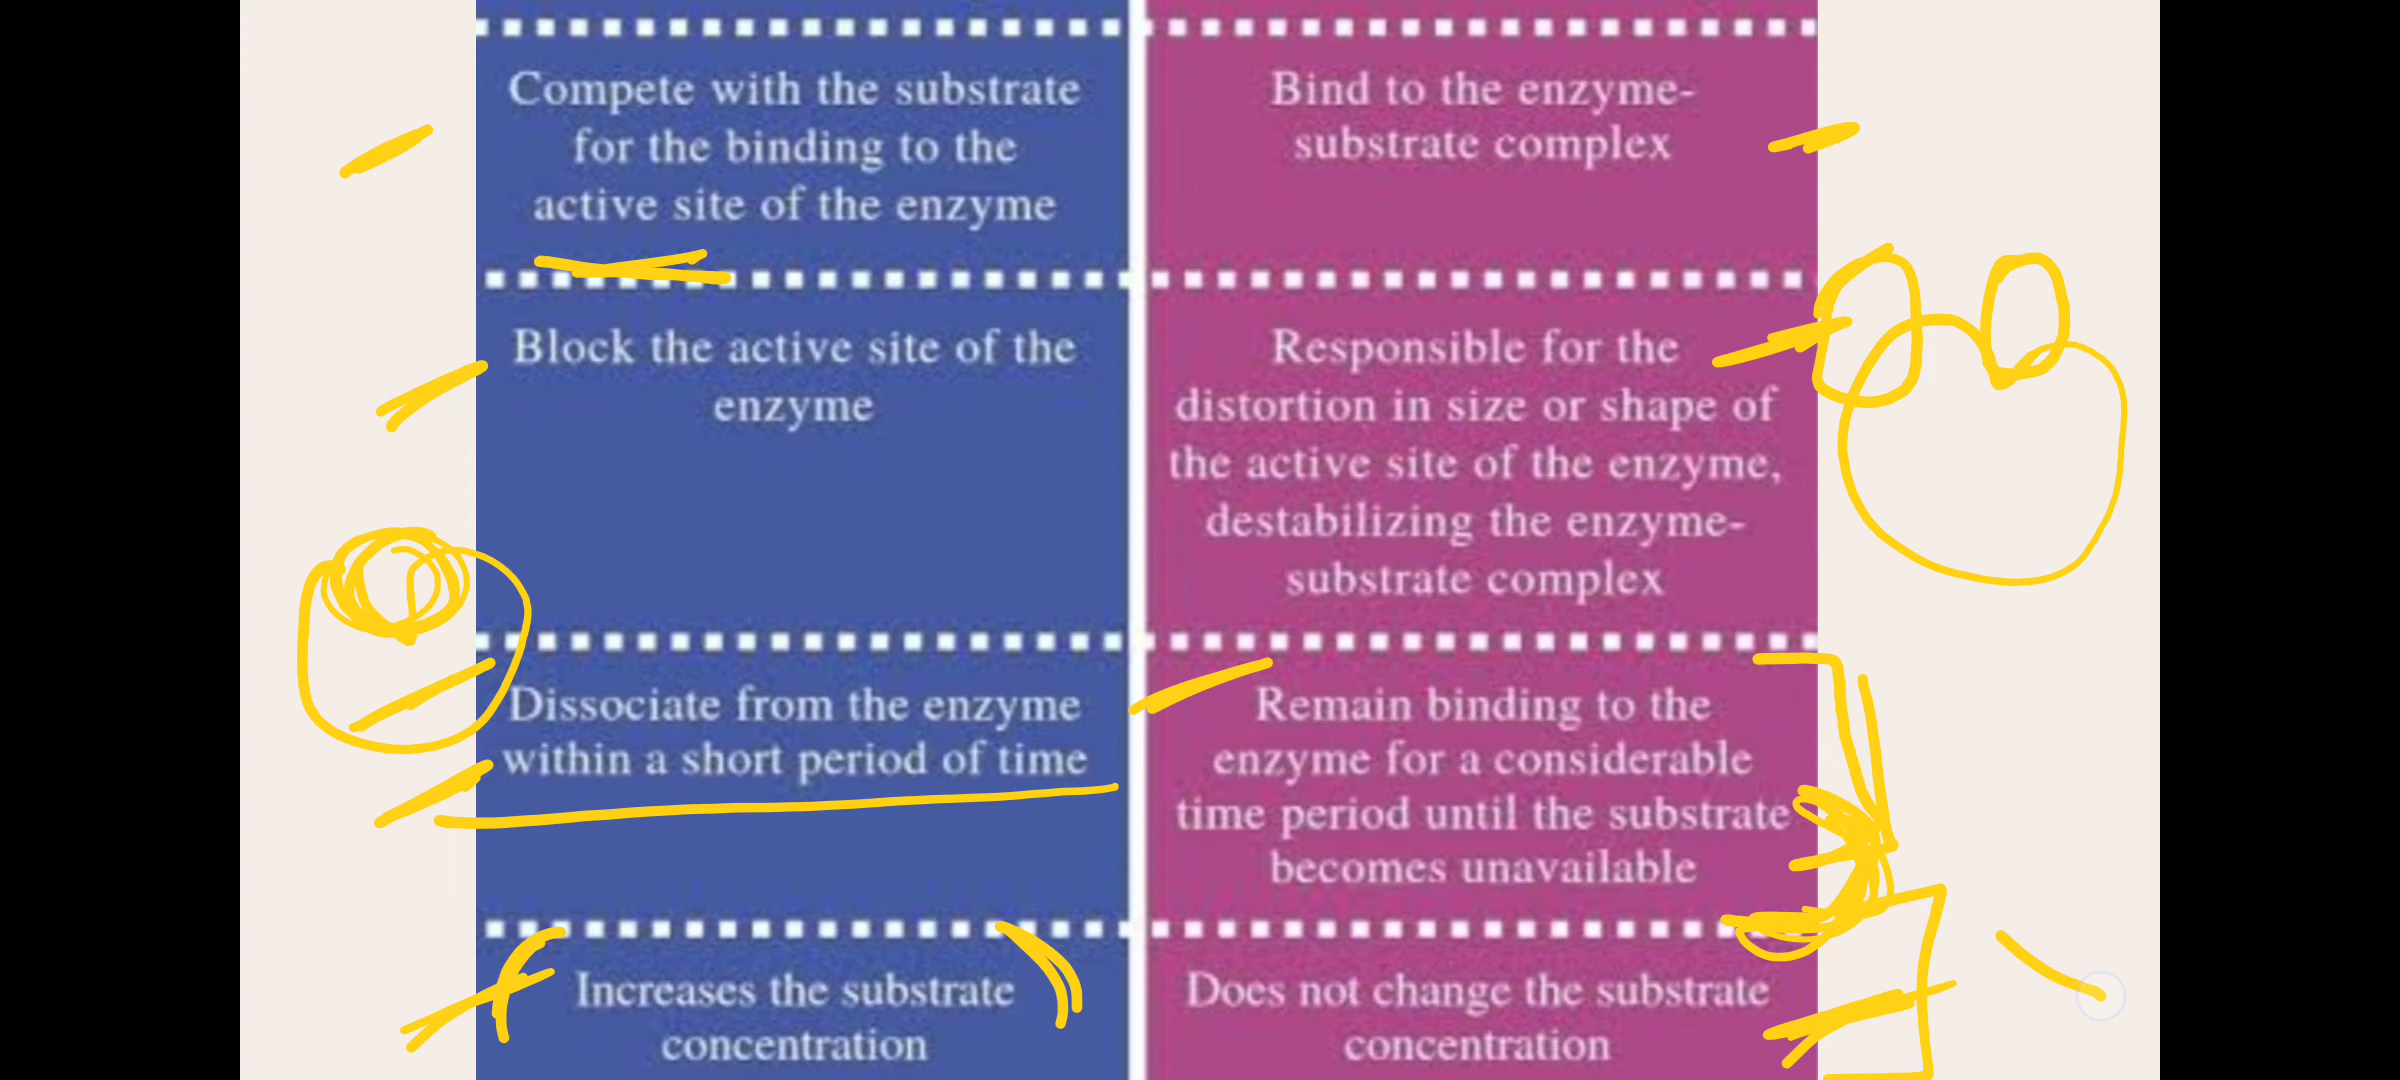 Compete with the substrate
for the binding to the
active site of the enzyme
Bind to the enzyme-
substrate complex
Block the active site of the
enzyme
Responsible for the
distortion in size or shape of
the active site of the enzyme,
destabilizing the enzyme-
substrate complex
Dissociate from the enzyme
within a short period of time
Remain binding to the
enzyme for a considerable
time period until the substrate
becomes unavailable
Increases the substrate
concentration
Does not change the substrate
concentration